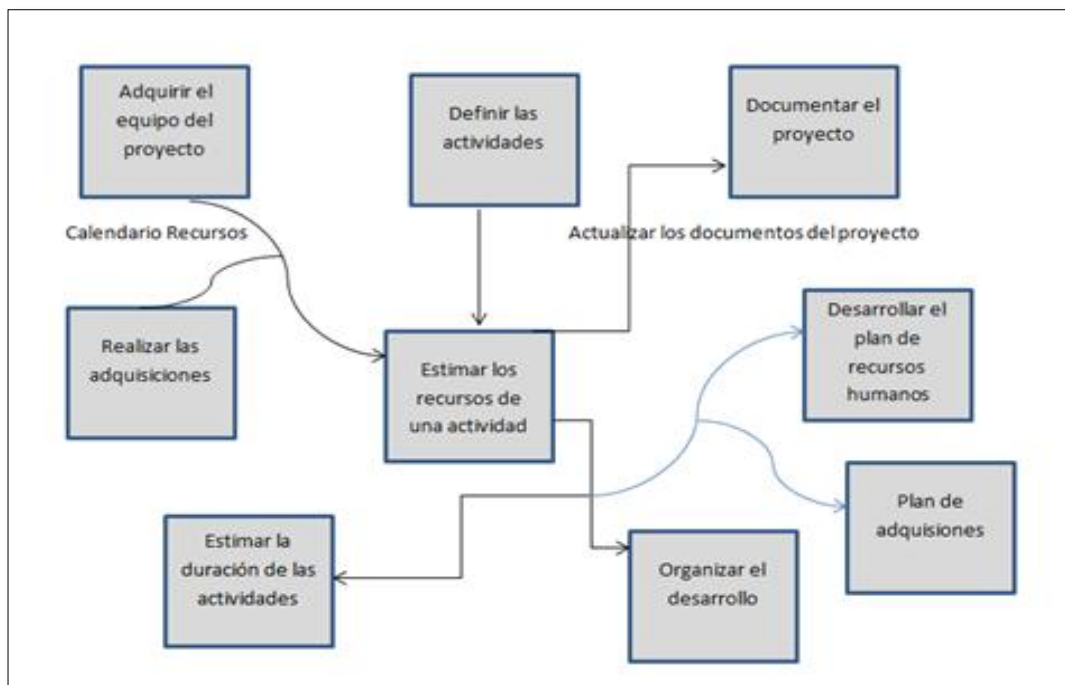 Adquirir el
equipo del
proyecto
Definir las
actividades
Documentar el
proyecto
Calendario Recursos
Actualizar los documentos del proyecto
Realizar las
adquisiciones
Estimar los
recursos de
una actividad
Desarrollar el
plan de
recursos
humanos
Plan de
adquisiones
Estimar la
duración de las
actividades
Organizar el
desarrollo